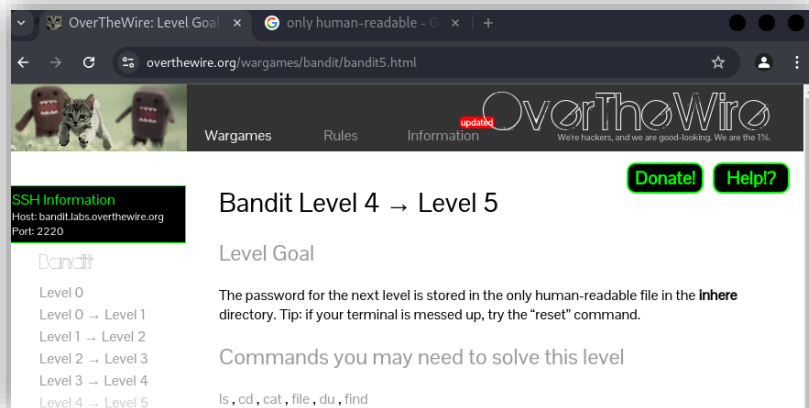 OverTheWire: Level Goal
only human-readable - G
overthewire.org/wargames/bandit/bandit5.html
OverTheWire
updated
We're hackers, and we are good-looking. We are the 1%.
Wargames Rules Information
Donate! Help!?
SSH Information
Host: bandit.labs.overthewire.org
Port: 2220
Bandit
Level 0
Level 0 → Level 1
Level 1 → Level 2
Level 2 → Level 3
Level 3 → Level 4
Level 4 → Level 5
Bandit Level 4 → Level 5
Level Goal
The password for the next level is stored in the only human-readable file in the inhere
directory. Tip: if your terminal is messed up, try the “reset” command.
Commands you may need to solve this level
ls , cd , cat , file , du , find